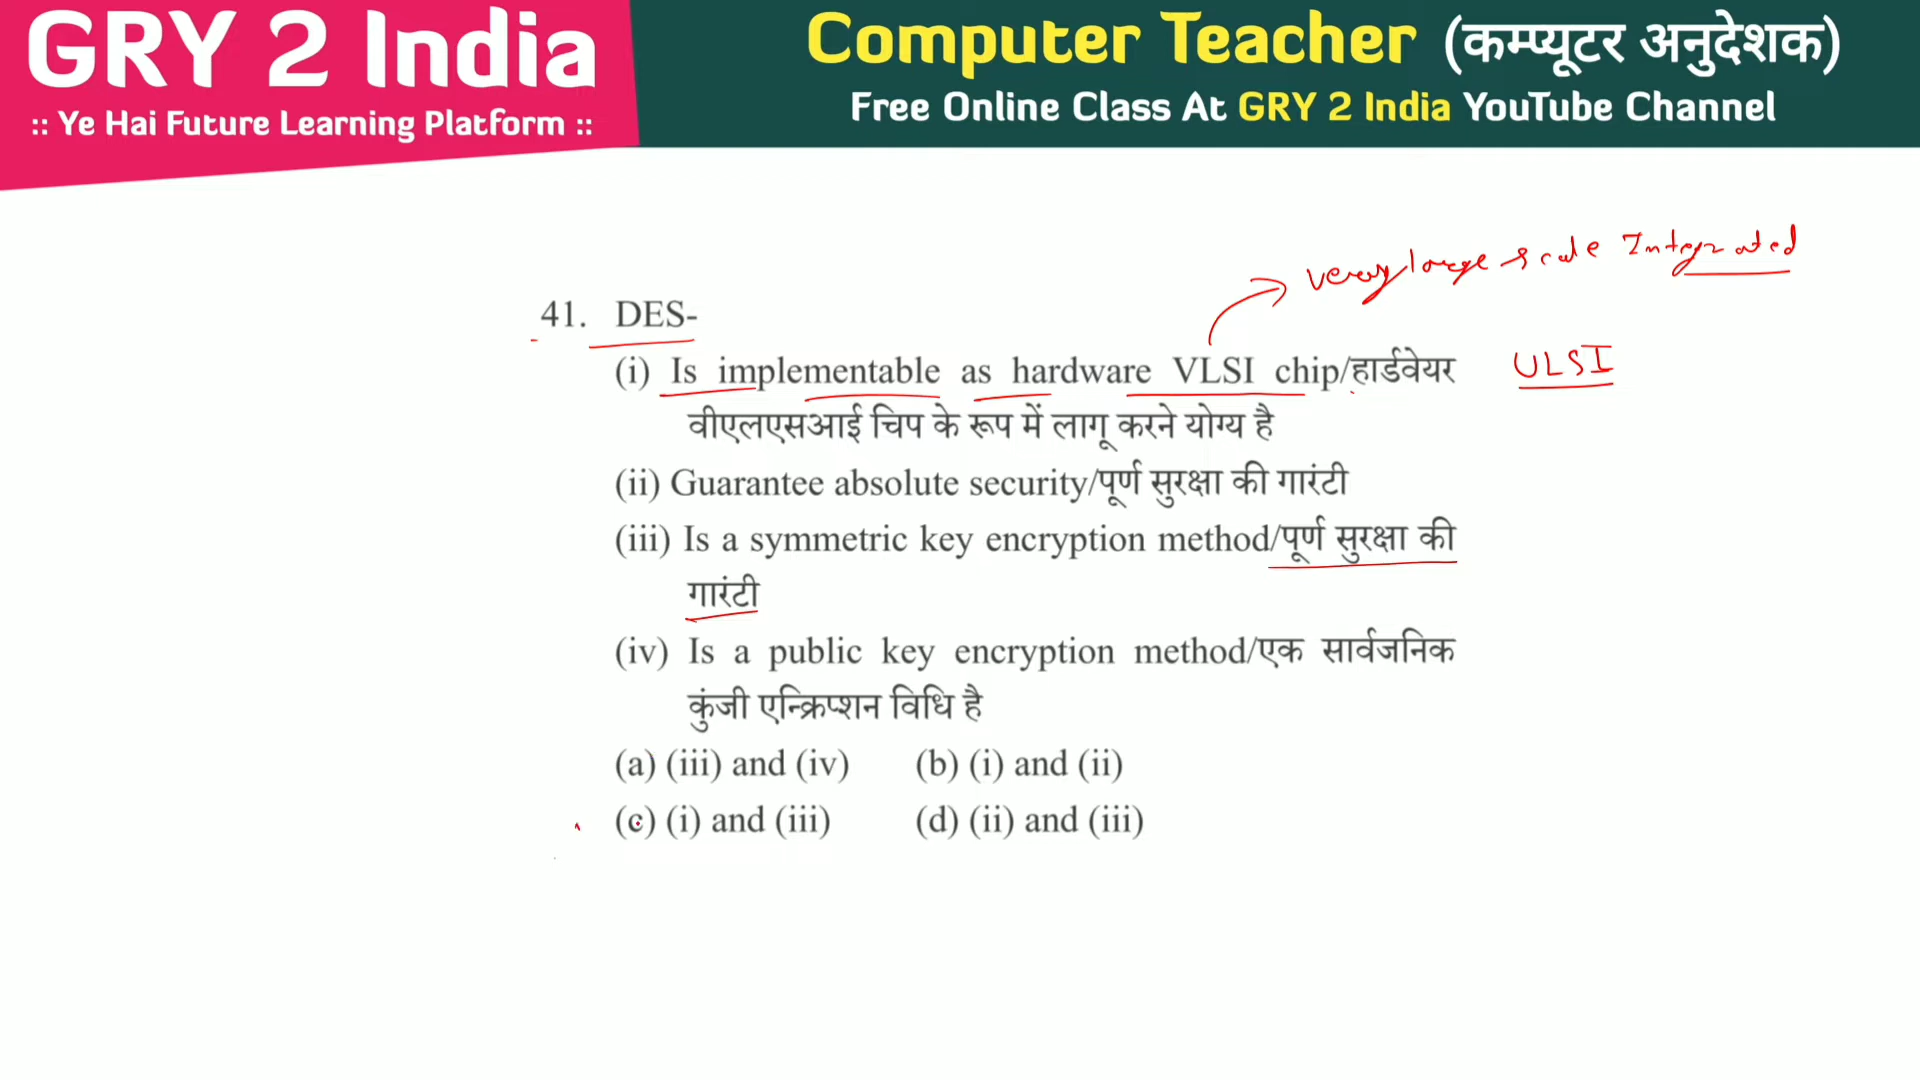 GRY 2 India
:: Ye Hai Future Learning Platform ::
Computer Teacher (कम्प्यूटर अनुदेशक)
Free Online Class At GRY 2 India YouTube Channel
very large scale Integrated
41. DES-
(i) Is implementable as hardware VLSI chip/हार्डवेयर
ULSI
वीएलएसआई चिप के रूप में लागू करने योग्य है
(ii) Guarantee absolute security/पूर्ण सुरक्षा की गारंटी
(iii) Is a symmetric key encryption method/पूर्ण सुरक्षा की
गारंटी
(iv) Is a public key encryption method/एक सार्वजनिक
कुंजी एन्क्रिप्शन विधि है
(a) (iii) and (iv) (b) (i) and (ii)
(c) (i) and (iii) (d) (ii) and (iii)